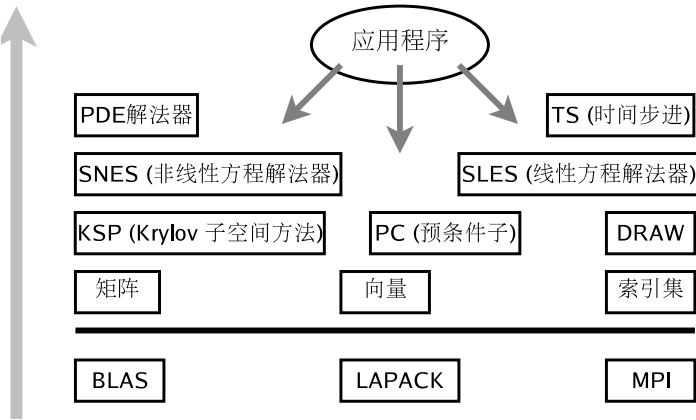 应用程序
PDE解法器
TS (时间步进)
SNES (非线性方程解法器)
SLES (线性方程解法器)
KSP (Krylov 子空间方法)
PC (预条件子)
DRAW
矩阵
向量
索引集
BLAS
LAPACK
MPI